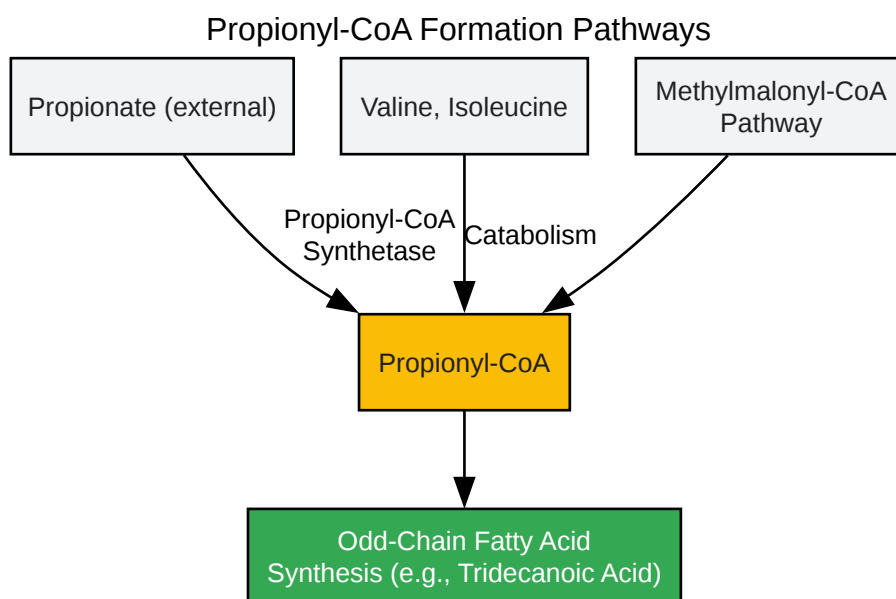 Propionyl-CoA Formation Pathways
Propionate (external)
Valine, Isoleucine
Methylmalonyl-CoA
Pathway
Propionyl-CoA
Synthetase
Catabolism
Propionyl-CoA
Odd-Chain Fatty Acid
Synthesis (e.g., Tridecanoic Acid)